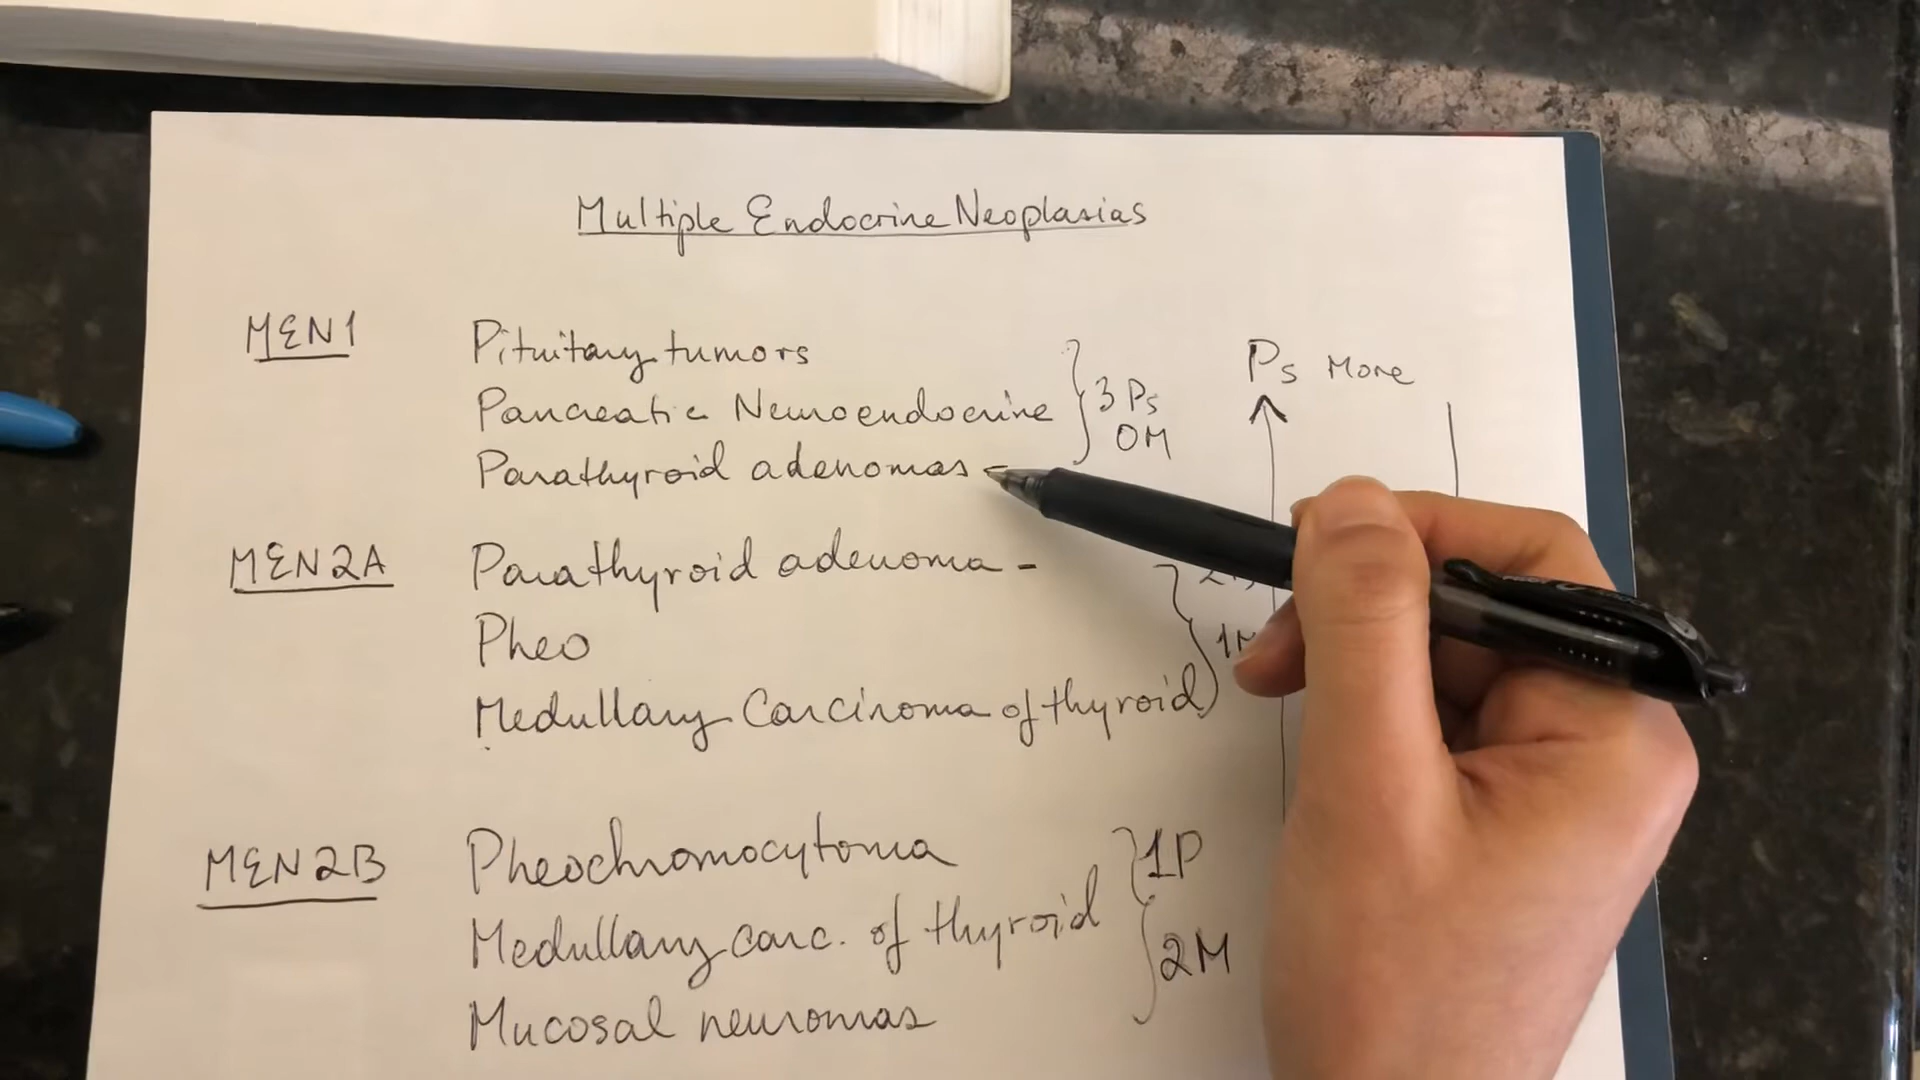 Multiple Endocrine Neoplasias
MEN1
Pituitary tumors
Pancreatic Neuroendocrine
Parathyroid adenomas -
3 Ps
0M
Ps More
MEN2A
Parathyroid adenoma -
Pheo
Medullary Carcinoma of thyroid
MEN2B
Pheochromocytoma
Medullary carc. of thyroid
Mucosal neuromas
1P
2M